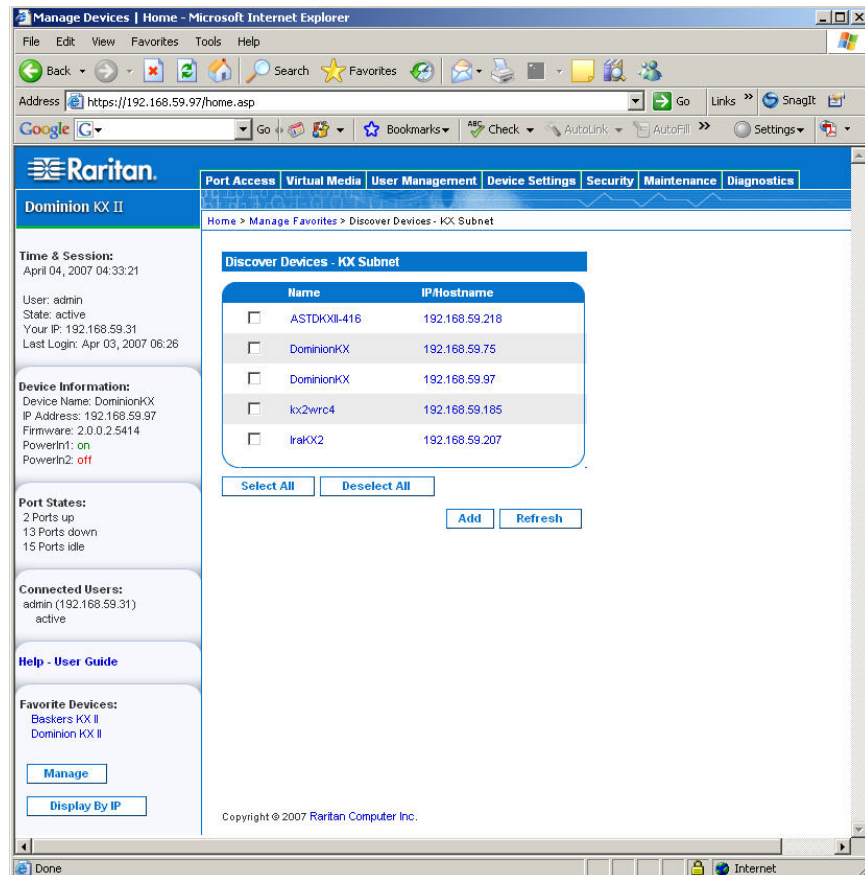 Manage Devices | Home - Microsoft Internet Explorer
File Edit View Favorites Tools Help
Back Search Favorites
Address https://192.168.59.97/home.asp Go Links » SnagIt
Google G Go Bookmarks ABC Check AutoLink AutoFill » Settings
Raritan.
Port Access Virtual Media User Management Device Settings Security Maintenance Diagnostics
Dominion KX II
Home > Manage Favorites > Discover Devices - KX Subnet
Time & Session:
April 04, 2007 04:33:21
User: admin
State: active
Your IP: 192.168.59.31
Last Login: Apr 03, 2007 06:26
Device Information:
Device Name: DominionKX
IP Address: 192.168.59.97
Firmware: 2.0.0.2.5414
PowerIn1: on
PowerIn2: off
Port States:
2 Ports up
13 Ports down
15 Ports idle
Connected Users:
admin (192.168.59.31)
active
Help - User Guide
Favorite Devices:
Baskers KX II
Dominion KX II
Manage
Display By IP
Discover Devices - KX Subnet
Name IP/Hostname
ASTDKXII-416 192.168.59.218
DominionKX 192.168.59.75
DominionKX 192.168.59.97
kx2wrc4 192.168.59.185
IraKX2 192.168.59.207
Select All Deselect All
Add Refresh
Copyright © 2007 Raritan Computer Inc.
Done Internet